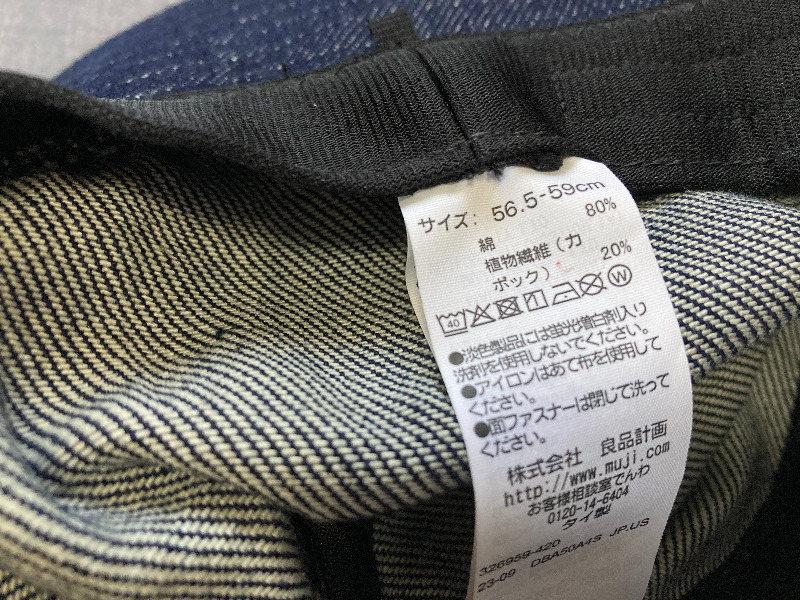 サイズ: 56.5-59cm
綿 80%
植物繊維(カ
ポック) 20%
40 W
●淡色製品には蛍光増白剤入り
洗剤を使用しないでください。
●アイロンはあて布を使用して
ください。
●面ファスナーは閉じて洗って
ください。
株式会社 良品計画
http://www.muji.com
お客様相談室でんわ
0120-14-6404
タイ製
326959-420
23-09 DBA50A4S JP.US